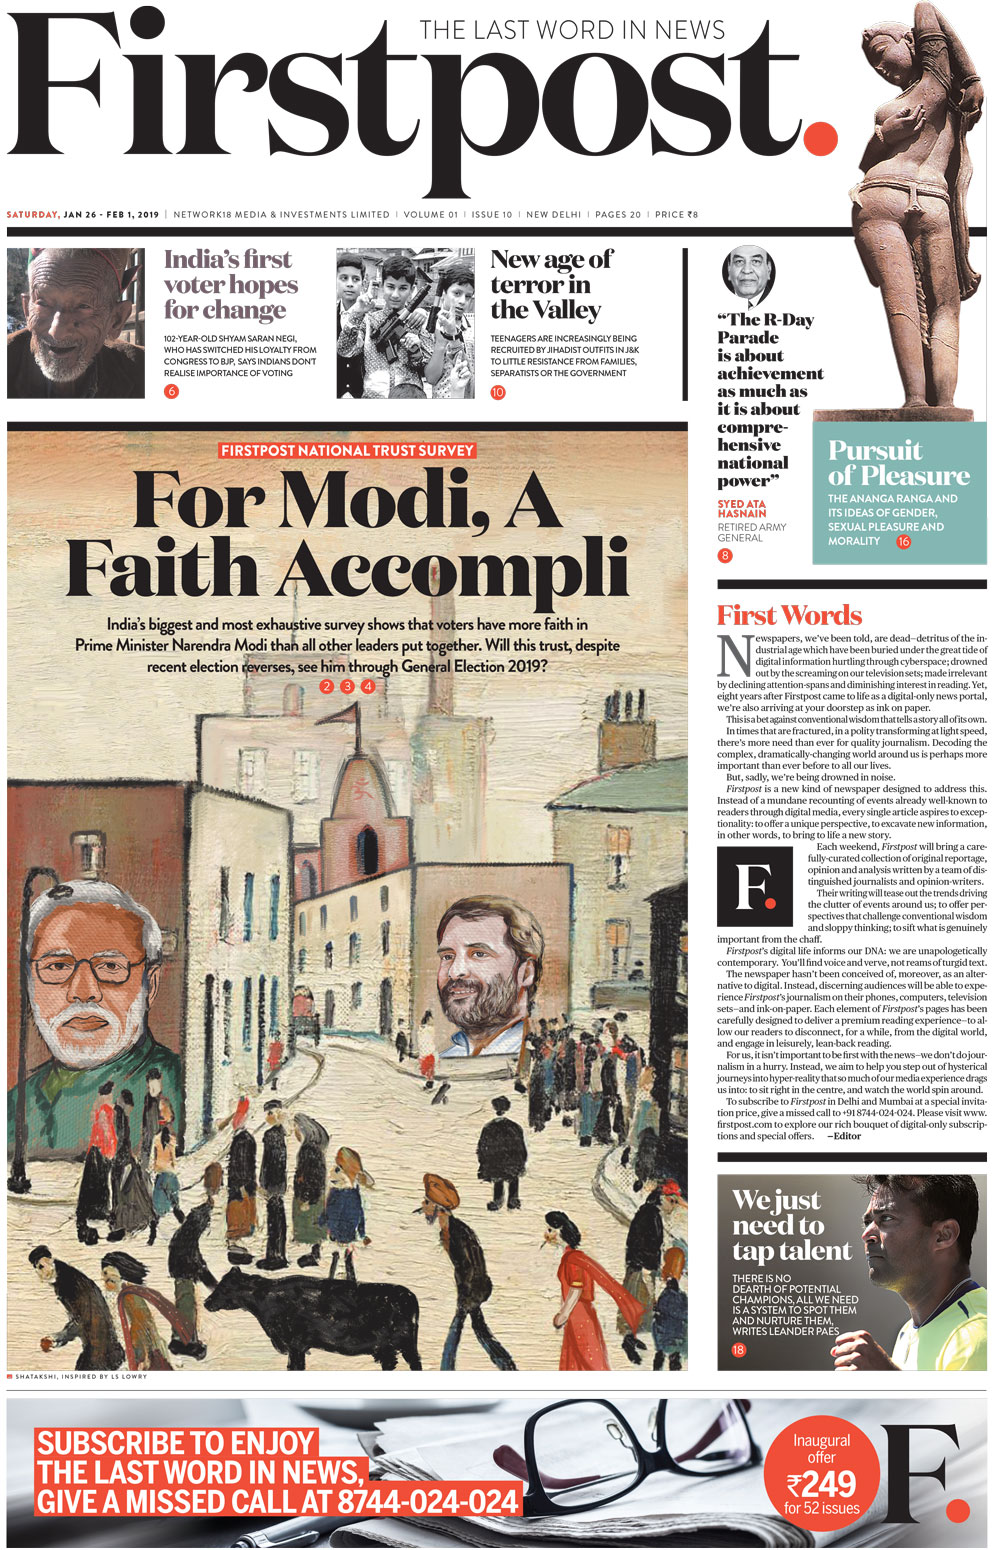 THE LAST WORD IN NEWS
Firstpost.
SATURDAY, JAN 26 - FEB 1, 2019 | NETWORK18 MEDIA & INVESTMENTS LIMITED | VOLUME 01 | ISSUE 10 | NEW DELHI | PAGES 20 | PRICE ₹8
India's first
voter hopes
for change
102-YEAR-OLD SHYAM SARAN NEGI,
WHO HAS SWITCHED HIS LOYALTY FROM
CONGRESS TO BJP, SAYS INDIANS DON'T
REALISE IMPORTANCE OF VOTING
6
New age of
terror in
the Valley
TEENAGERS ARE INCREASINGLY BEING
RECRUITED BY JIHADIST OUTFITS IN J&K
TO LITTLE RESISTANCE FROM FAMILIES,
SEPARATISTS OR THE GOVERNMENT
10
"The R-Day
Parade
is about
achievement
as much as
it is about
compre-
hensive
national
power"
SYED ATA
HASNAIN
RETIRED ARMY
GENERAL
8
Pursuit
of Pleasure
THE ANANGA RANGA AND
ITS IDEAS OF GENDER,
SEXUAL PLEASURE AND
MORALITY 16
FIRSTPOST NATIONAL TRUST SURVEY
For Modi, A
Faith Accompli
India's biggest and most exhaustive survey shows that voters have more faith in
Prime Minister Narendra Modi than all other leaders put together. Will this trust, despite
recent election reverses, see him through General Election 2019?
2 3 4
SHATAKSHI, INSPIRED BY LS LOWRY
First Words
Newspapers, we've been told, are dead—detritus of the in-
dustrial age which have been buried under the great tide of
digital information hurtling through cyberspace; drowned
out by the screaming on our television sets; made irrelevant
by declining attention-spans and diminishing interest in reading. Yet,
eight years after Firstpost came to life as a digital-only news portal,
we're also arriving at your doorstep as ink on paper.
This is a bet against conventional wisdom that tells a story all of its own.
In times that are fractured, in a polity transforming at light speed,
there's more need than ever for quality journalism. Decoding the
complex, dramatically-changing world around us is perhaps more
important than ever before to all our lives.
But, sadly, we're being drowned in noise.
Firstpost is a new kind of newspaper designed to address this.
Instead of a mundane recounting of events already well-known to
readers through digital media, every single article aspires to excep-
tionality: to offer a unique perspective, to excavate new information,
in other words, to bring to life a new story.
Each weekend, Firstpost will bring a care-
fully-curated collection of original reportage,
opinion and analysis written by a team of dis-
tinguished journalists and opinion-writers.
Their writing will tease out the trends driving
the clutter of events around us; to offer per-
spectives that challenge conventional wisdom
and sloppy thinking; to sift what is genuinely
important from the chaff.
F.
Firstpost's digital life informs our DNA: we are unapologetically
contemporary. You'll find voice and verve, not reams of turgid text.
The newspaper hasn't been conceived of, moreover, as an alter-
native to digital. Instead, discerning audiences will be able to expe-
rience Firstpost's journalism on their phones, computers, television
sets—and ink-on-paper. Each element of Firstpost's pages has been
carefully designed to deliver a premium reading experience—to al-
low our readers to disconnect, for a while, from the digital world,
and engage in leisurely, lean-back reading.
For us, it isn't important to be first with the news—we don't do jour-
nalism in a hurry. Instead, we aim to help you step out of hysterical
journeys into hyper-reality that so much of our media experience drags
us into: to sit right in the centre, and watch the world spin around.
To subscribe to Firstpost in Delhi and Mumbai at a special invita-
tion price, give a missed call to +91 8744-024-024. Please visit www.
firstpost.com to explore our rich bouquet of digital-only subscrip-
tions and special offers. —Editor
We just
need to
tap talent
THERE IS NO
DEARTH OF POTENTIAL
CHAMPIONS, ALL WE NEED
IS A SYSTEM TO SPOT THEM
AND NURTURE THEM,
WRITES LEANDER PAES
18
SUBSCRIBE TO ENJOY
THE LAST WORD IN NEWS,
GIVE A MISSED CALL AT 8744-024-024
Inaugural
offer
₹249
for 52 issues
F.